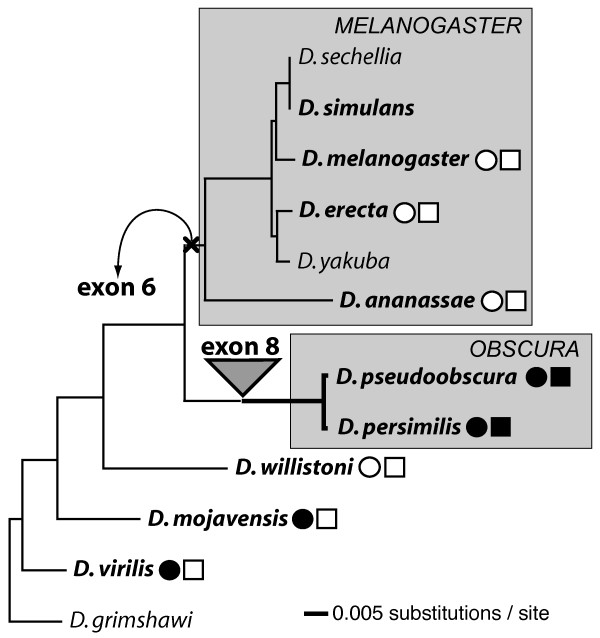 MELANOGASTER
D. sechellia
D. simulans
D. melanogaster
D. erecta
D. yakuba
exon 6
D. ananassae
exon 8
OBSCURA
D. pseudoobscura
D. persimilis
D. willistoni
D. mojavensis
D. virilis
0.005 substitutions / site
D. grimshawi